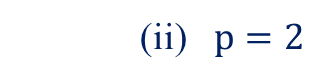 (ii) p = 2